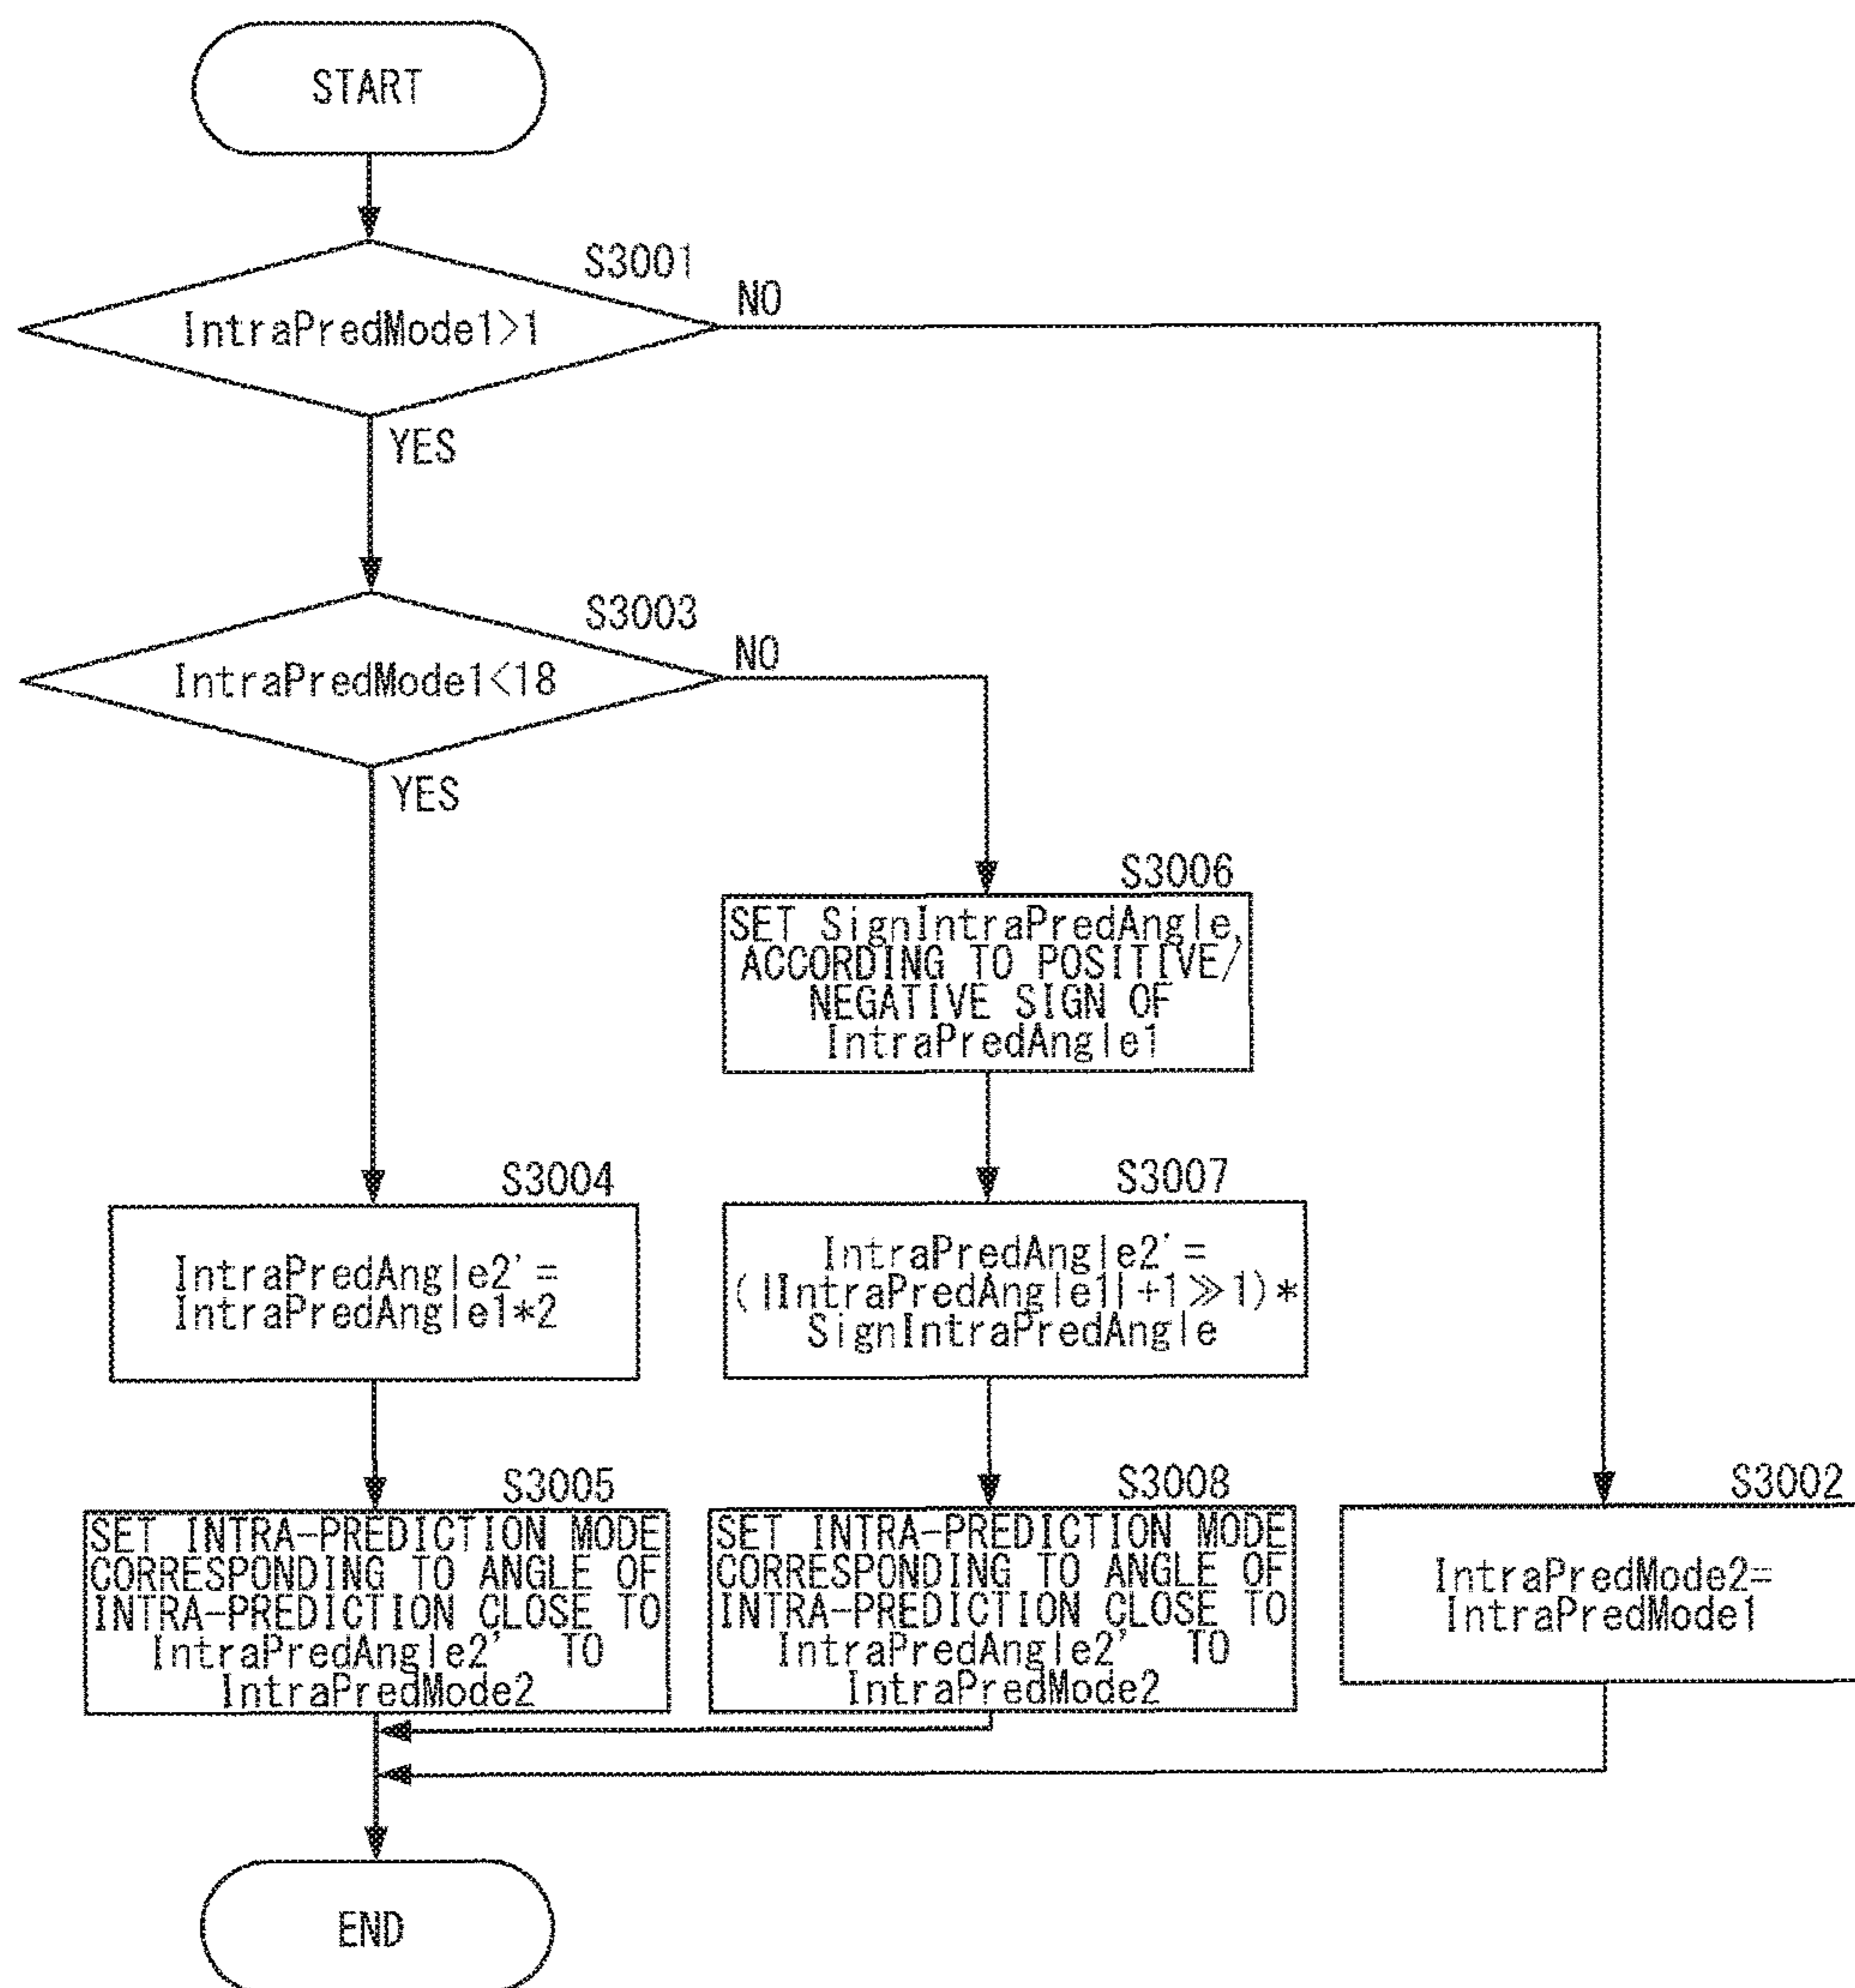 START
S3001
IntraPredMode1>1
NO
YES
S3003
IntraPredMode1<18
NO
YES
S3006
SET SignIntraPredAngle,
ACCORDING TO POSITIVE/
NEGATIVE SIGN OF
IntraPredAngle1
S3004
IntraPredAngle2'=
IntraPredAngle1*2
S3007
IntraPredAngle2'=
(|IntraPredAngle1|+1≫1)*
SignIntraPredAngle
S3005
SET INTRA-PREDICTION MODE
CORRESPONDING TO ANGLE OF
INTRA-PREDICTION CLOSE TO
IntraPredAngle2' TO
IntraPredMode2
S3008
SET INTRA-PREDICTION MODE
CORRESPONDING TO ANGLE OF
INTRA-PREDICTION CLOSE TO
IntraPredAngle2' TO
IntraPredMode2
S3002
IntraPredMode2=
IntraPredMode1
END